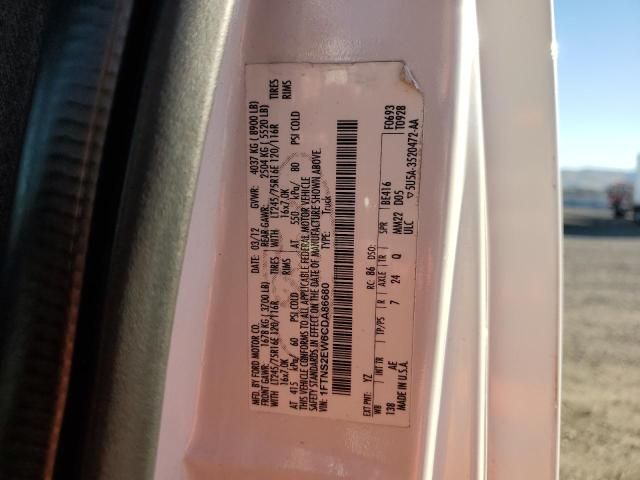 MFD. BY FORD MOTOR CO. DATE: 03/12 GVWR: 4037 KG ( 8900 LB)
FRONT GAWR: 1678 KG ( 3700 LB) REAR GAWR: 2504 KG ( 5520 LB)
WITH LT245/75R16E 120/116R TIRES WITH LT245/75R16E 120/116R TIRES
16x7.0K RIMS 16x7.0K RIMS
AT 415 kPa/ 60 PSI COLD AT 550 kPa/ 80 PSI COLD
THIS VEHICLE CONFORMS TO ALL APPLICABLE FEDERAL MOTOR VEHICLE
SAFETY STANDARDS IN EFFECT ON THE DATE OF MANUFACTURE SHOWN ABOVE.
VIN: 1FTNS2EW6CDA86680 TYPE: Truck
EXT PNT: YZ RC: 86 DSO: BE416 F0693
WB INT TR TP/PS R AXLE TR SPR T0928
138 AE 7 24 Q MM22 D05
MADE IN U.S.A. ULC ▽5U5A-3520472-AA